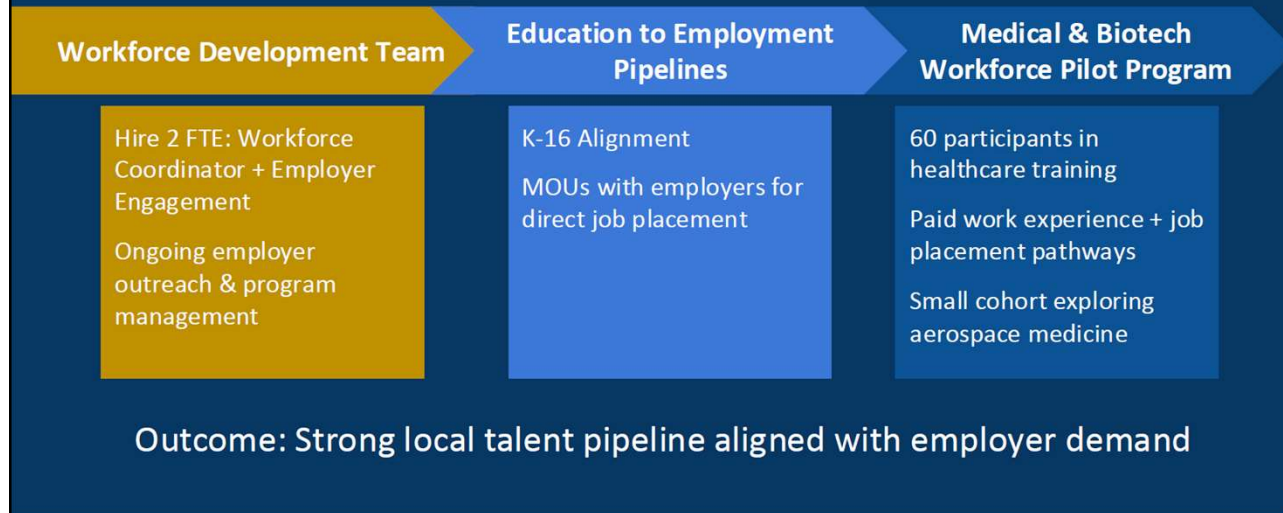 Workforce Development Team
Education to Employment
Pipelines
Medical & Biotech
Workforce Pilot Program
Hire 2 FTE: Workforce
Coordinator + Employer
Engagement
Ongoing employer
outreach & program
management
K-16 Alignment
MOUs with employers for
direct job placement
60 participants in
healthcare training
Paid work experience + job
placement pathways
Small cohort exploring
aerospace medicine
Outcome: Strong local talent pipeline aligned with employer demand